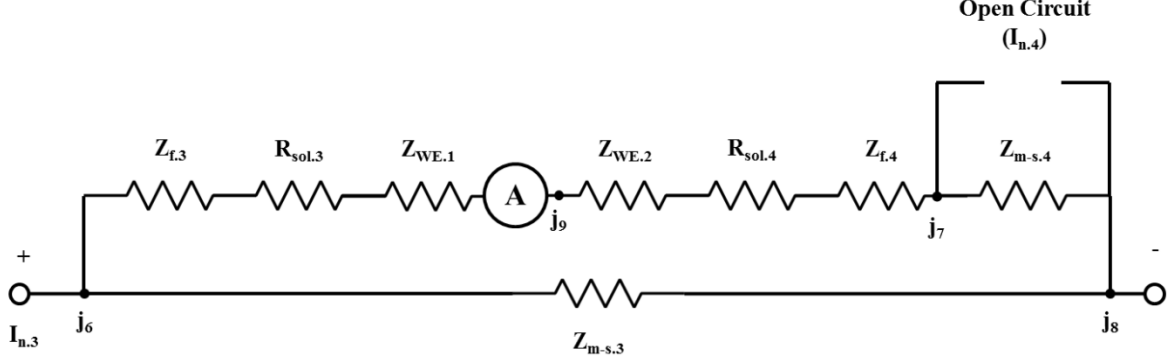 Open Circuit
(I_n.4)
Z_f.3
R_sol.3
Z_WE.1
Z_WE.2
R_sol.4
Z_f.4
Z_m-s.4
A
j_9
j_7
+
-
I_n.3
j_6
j_8
Z_m-s.3